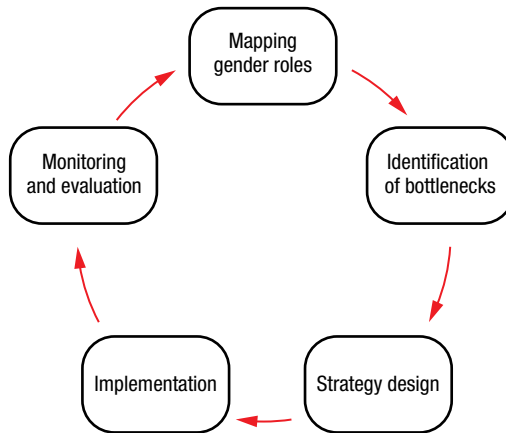 Mapping
gender roles
Identification
of bottlenecks
Strategy design
Implementation
Monitoring
and evaluation